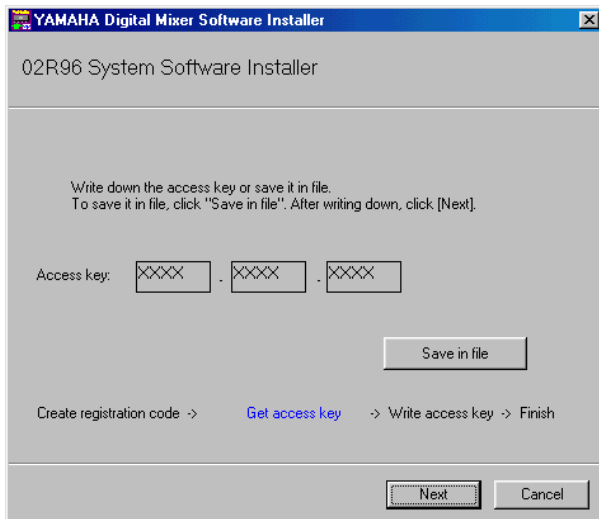 YAMAHA Digital Mixer Software Installer
02R96 System Software Installer
Write down the access key or save it in file.
To save it in file, click "Save in file". After writing down, click [Next].
Access key: XXXX - XXXX - XXXX
Save in file
Create registration code -> Get access key -> Write access key -> Finish
Next Cancel